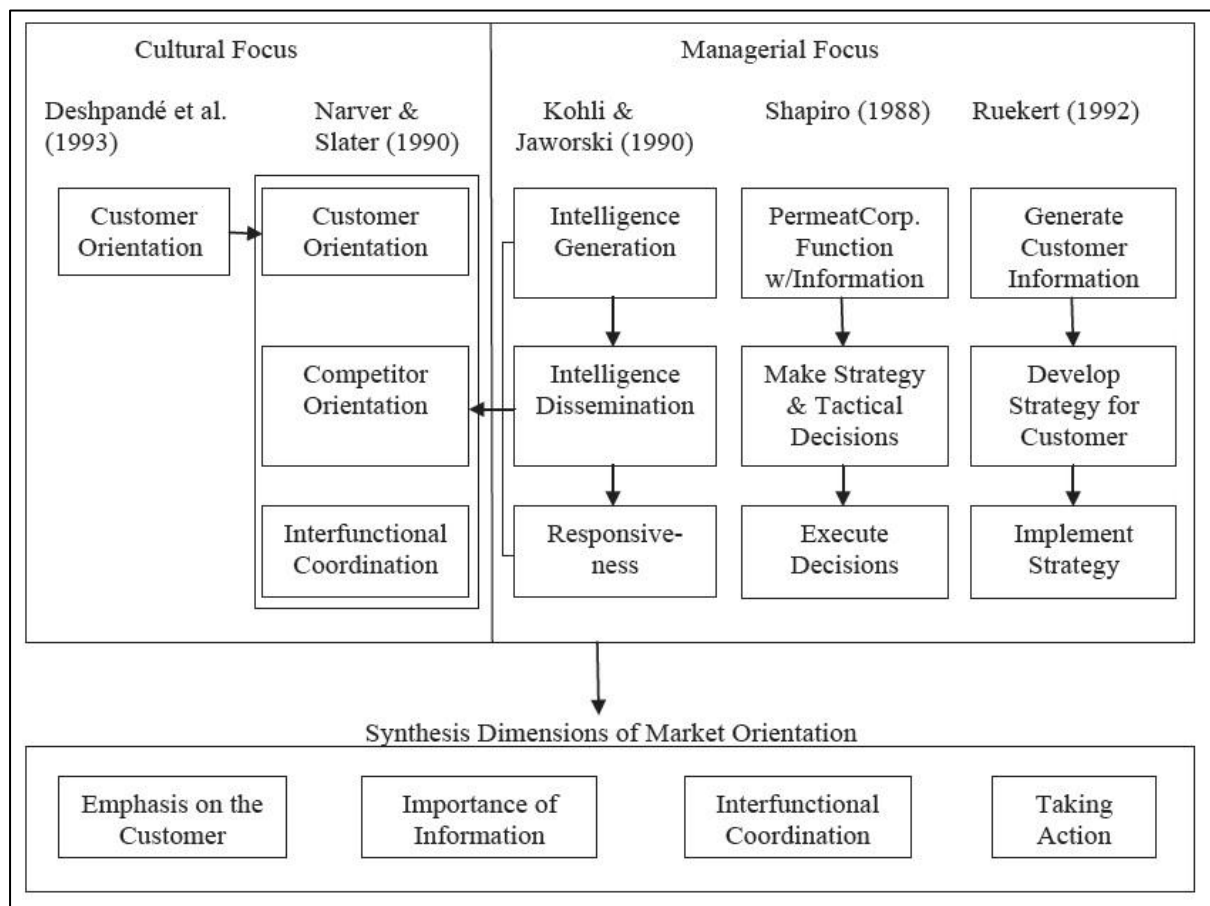 Cultural Focus
Managerial Focus
Deshpandé et al.
(1993)
Narver &
Slater (1990)
Kohli &
Jaworski (1990)
Shapiro (1988)
Ruekert (1992)
Customer
Orientation
Customer
Orientation
Intelligence
Generation
PermeatCorp.
Function
w/Information
Generate
Customer
Information
Competitor
Orientation
Intelligence
Dissemination
Make Strategy
& Tactical
Decisions
Develop
Strategy for
Customer
Interfunctional
Coordination
Responsive-
ness
Execute
Decisions
Implement
Strategy
Synthesis Dimensions of Market Orientation
Emphasis on the
Customer
Importance of
Information
Interfunctional
Coordination
Taking
Action